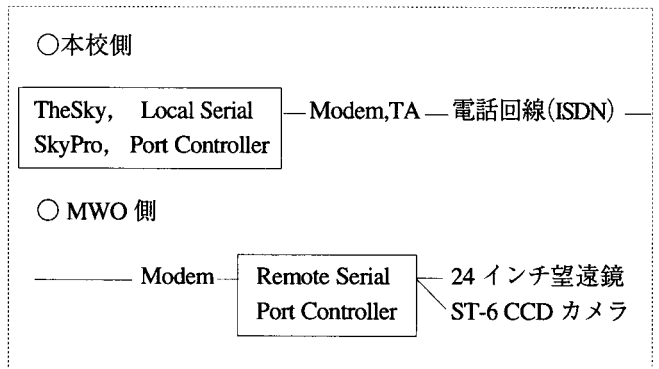 ○本校側
TheSky, Local Serial
SkyPro, Port Controller
Modem,TA
電話回線(ISDN)
○ MWO 側
Modem
Remote Serial
Port Controller
24 インチ望遠鏡
ST-6 CCD カメラ